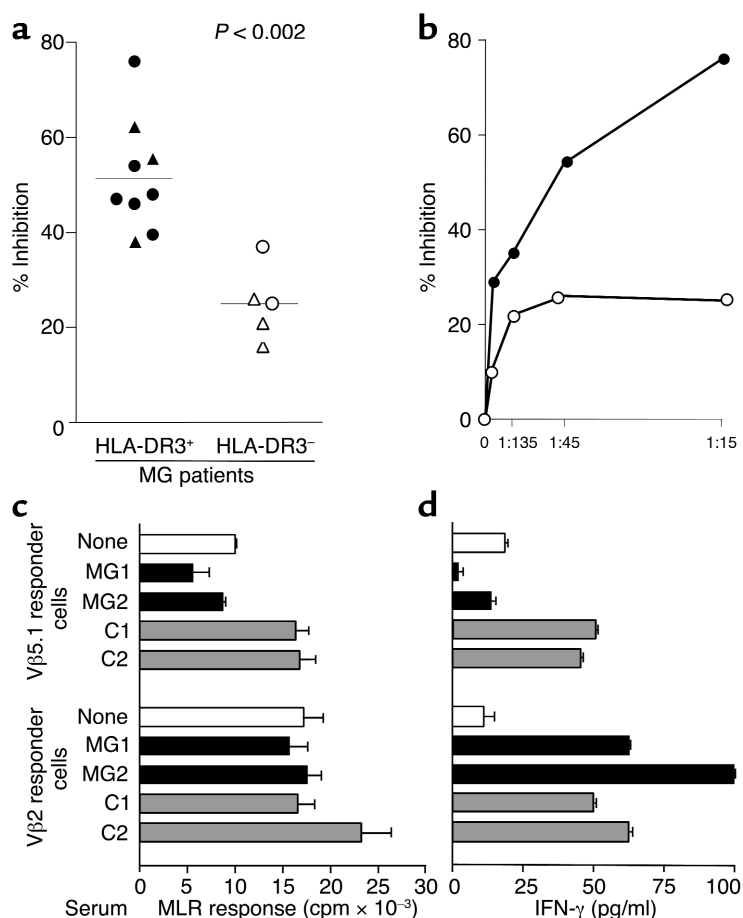 a
P < 0.002
80
60
40
20
0
% Inhibition
HLA-DR3⁺ HLA-DR3⁻
MG patients
b
80
60
40
20
0
% Inhibition
0 1:135 1:45 1:15
c
Vβ5.1 responder
cells
None
MG1
MG2
C1
C2
Vβ2 responder
cells
None
MG1
MG2
C1
C2
0 5 10 15 20 25 30
Serum MLR response (cpm × 10⁻³)
d
0 25 50 75 100
IFN-γ (pg/ml)